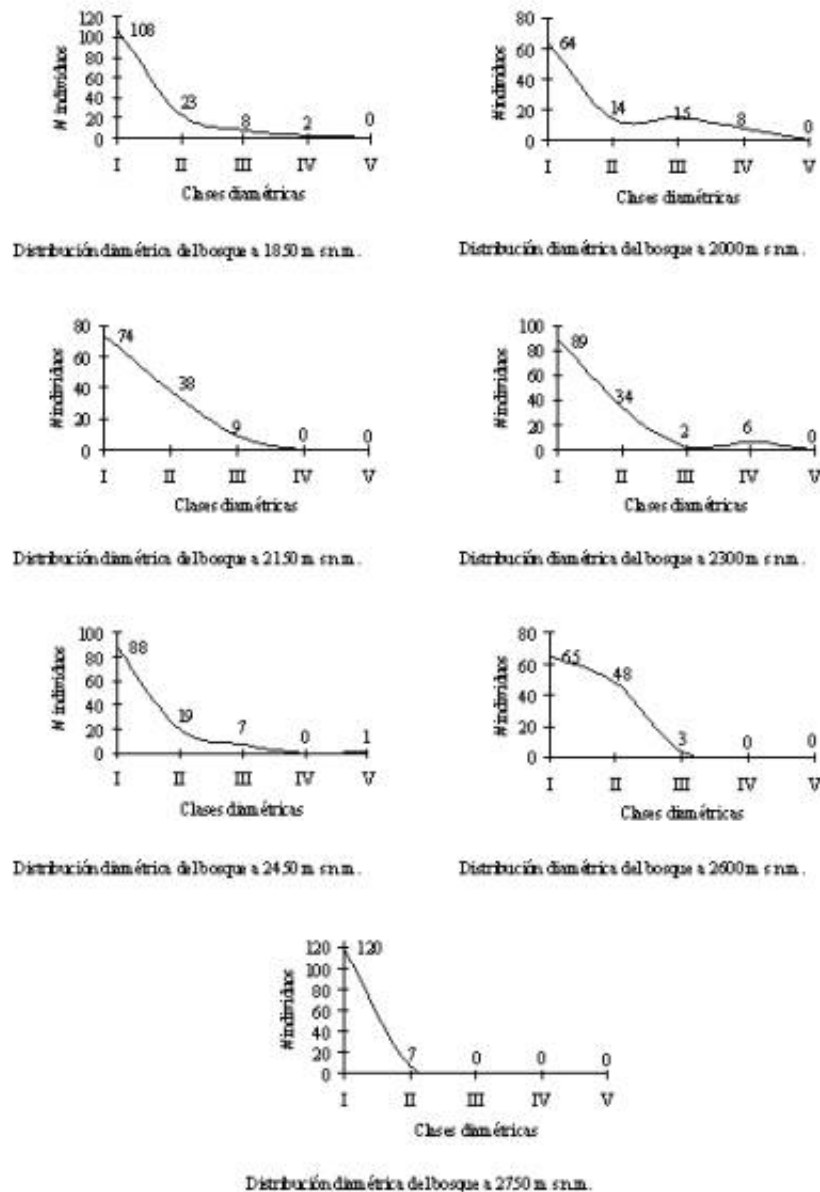 120
100
80
60
40
20
0
# individuos
108
23
8
2
0
I II III IV V
Clases diamétricas
Distribución diamétrica del bosque a 1850 m s.n.m.
80
60
40
20
0
# individuos
64
14
15
8
0
I II III IV V
Clases diamétricas
Distribución diamétrica del bosque a 2000 m s.n.m.
80
60
40
20
0
# individuos
74
38
9
0
0
I II III IV V
Clases diamétricas
Distribución diamétrica del bosque a 2150 m s.n.m.
100
80
60
40
20
0
# individuos
89
34
2
6
0
I II III IV V
Clases diamétricas
Distribución diamétrica del bosque a 2300 m s.n.m.
100
80
60
40
20
0
# individuos
88
19
7
0
1
I II III IV V
Clases diamétricas
Distribución diamétrica del bosque a 2450 m s.n.m.
80
60
40
20
0
# individuos
65
48
3
0
0
I II III IV V
Clases diamétricas
Distribución diamétrica del bosque a 2600 m s.n.m.
120
100
80
60
40
20
0
# individuos
120
7
0
0
0
I II III IV V
Clases diamétricas
Distribución diamétrica del bosque a 2750 m s.n.m.